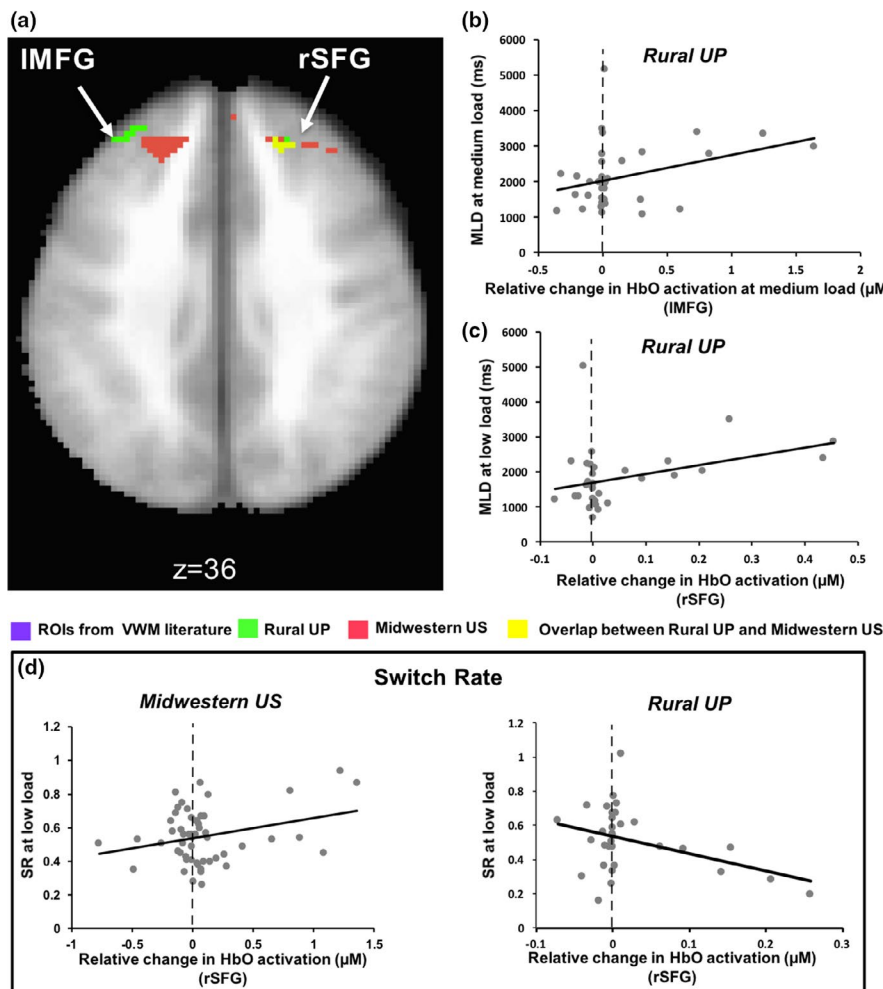 (a)
lMFG
rSFG
z=36
(b)
Rural UP
MLD at medium load (ms)
6000
5000
4000
3000
2000
1000
0
-0.5 0 0.5 1 1.5 2
Relative change in HbO activation at medium load (µM
(lMFG)
(c)
Rural UP
MLD at low load (ms)
6000
5000
4000
3000
2000
1000
0
-0.1 0 0.1 0.2 0.3 0.4 0.5
Relative change in HbO activation (µM)
(rSFG)
ROIs from VWM literature Rural UP Midwestern US Overlap between Rural UP and Midwestern US
(d)
Switch Rate
Midwestern US
SR at low load
1.2
1
0.8
0.6
0.4
0.2
0
-1 -0.5 0 0.5 1 1.5
Relative change in HbO activation (µM)
(rSFG)
Rural UP
SR at low load
1.2
1
0.8
0.6
0.4
0.2
0
-0.1 0 0.1 0.2 0.3
Relative change in HbO activation (µM)
(rSFG)